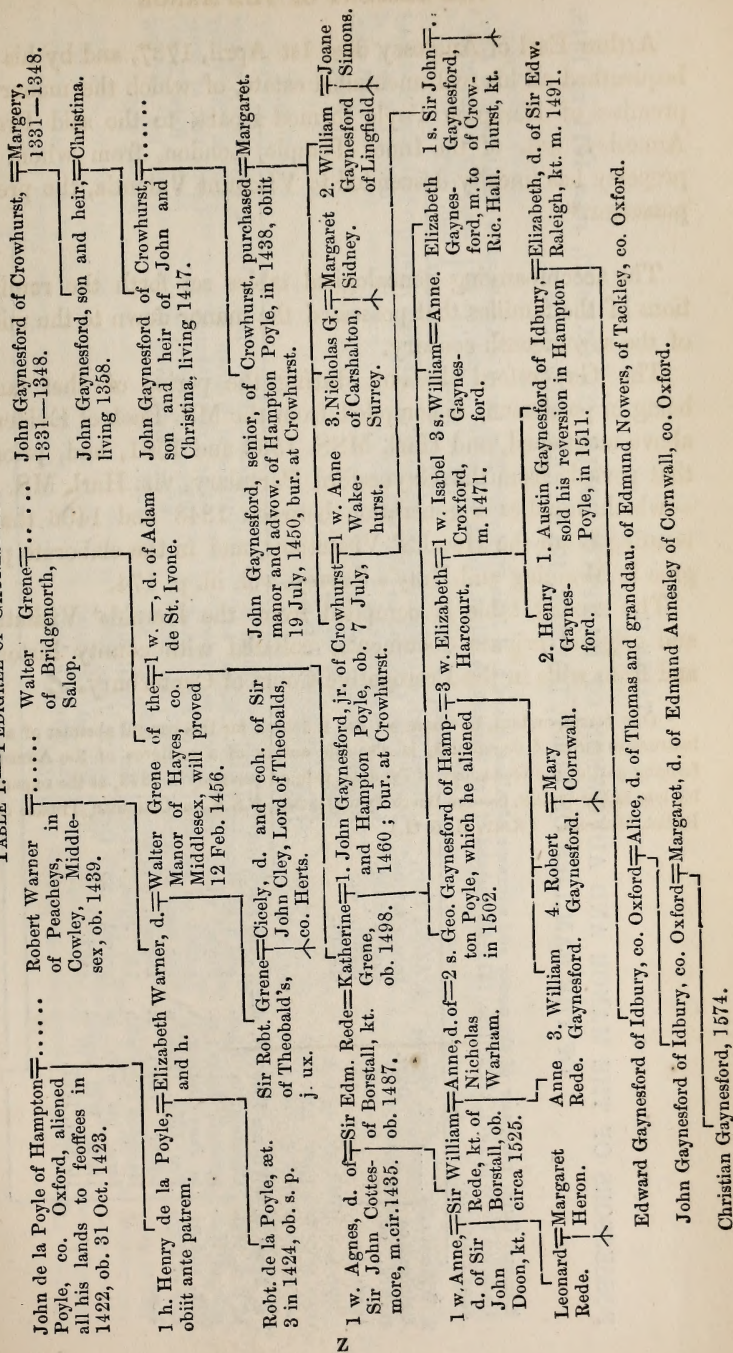 TABLE I.—PEDIGREE OF
John de la Poyle of Hampton=......
Poyle, co. Oxford, aliened
all his lands to feoffees in
1422, ob. 31 Oct. 1423.
Robert Warner =......
of Peacheys, in
Cowley, Middle-
sex, ob. 1439.
Walter Grene=.. ...
of Bridgenorth,
Salop.
John Gaynesford of Crowhurst, =Margery,
1331—1348. 1331—1348.
John Gaynesford, son and heir,=Christina.
living 1358.
1 h. Henry de la Poyle,=Elizabeth Warner, d.=Walter Grene of the=1 w. —, d. of Adam
obiit ante patrem. and h. Manor of Hayes, co. de St. Ivone.
Middlesex, will proved
12 Feb. 1456.
John Gaynesford of Crowhurst,=......
son and heir of John and
Christina, living 1417.
Robt. de la Poyle, æt.
3 in 1424, ob. s. p.
Sir Robt. Grene=Cicely, d. and coh. of Sir
of Theobald's, John Cley, Lord of Theobalds,
j. ux. co. Herts.
John Gaynesford, senior, of Crowhurst, purchased=Margaret.
manor and advow. of Hampton Poyle, in 1438, obiit
19 July, 1450, bur. at Crowhurst.
1 w. Agnes, d. of=Sir Edm. Rede=Katherine=1. John Gaynesford, jr. of Crowhurst=1 w. Anne
Sir John Cottes- of Borstall, kt. Grene, and Hampton Poyle, ob. 7 July, Wake-
more, m.cir.1435. ob. 1487. ob. 1498. 1460; bur. at Crowhurst. hurst.
3. Nicholas G.=Margaret
of Carshalton, Sidney.
Surrey.
2. William =Joane
Gaynesford Simons.
of Lingfield
1 w. Anne,=Sir William=Anne, d. of=2 s. Geo. Gaynesford of Hamp-=3 w. Elizabeth=1 w. Isabel
d. of Sir Rede, kt. of Nicholas ton Poyle, which he aliened Harcourt. Croxford,
John Borstall, ob. Warham. in 1502. m. 1471.
Doon, kt. circa 1525.
3 s. William=Anne.
Gaynes-
ford.
Elizabeth
Gaynes-
ford, m. to
Ric. Hall.
1 s. Sir John=..
Gaynesford,
of Crow-
hurst, kt.
Leonard=Margaret
Rede. Heron.
Anne
Rede.
3. William
Gaynesford.
4. Robert =Mary
Gaynesford. Cornwall.
2. Henry
Gaynes-
ford.
1. Austin Gaynesford of Idbury,=Elizabeth, d. of Sir Edw.
sold his reversion in Hampton Raleigh, kt. m. 1491.
Poyle, in 1511.
Edward Gaynesford of Idbury, co. Oxford=Alice, d. of Thomas and granddau. of Edmund Nowers, of Tackley, co. Oxford.
John Gaynesford of Idbury, co. Oxford=Margaret, d. of Edmund Annesley of Cornwall, co. Oxford.
Christian Gaynesford, 1574.
Z